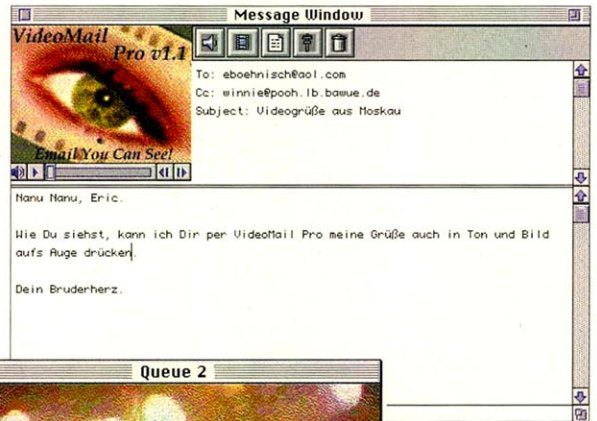 Message Window
VideoMail
Pro v1.1
Email You Can See!
To: eboehnisch@aol.com
Cc: winnie@pooh.lb.bawue.de
Subject: Videogrüße aus Moskau
Nanu Nanu, Eric.
Wie Du siehst, kann ich Dir per VideoMail Pro meine Grüße auch in Ton und Bild
aufs Auge drücken.
Dein Bruderherz.
Queue 2